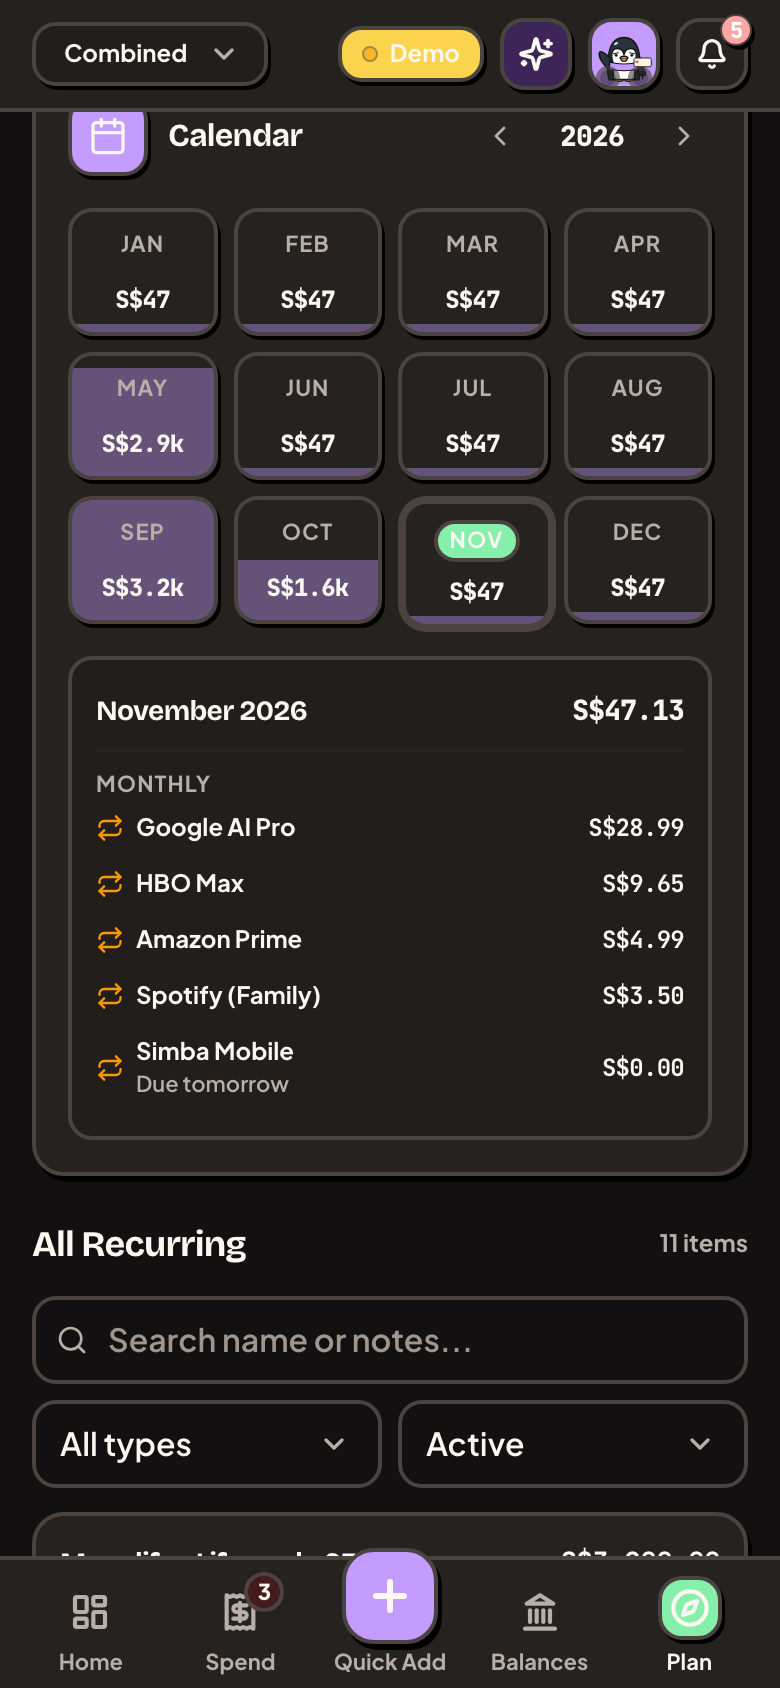 Combined
Demo
5
Calendar
2026
JAN
FEB
MAR
APR
S$47
S$47
S$47
S$47
MAY
JUN
JUL
AUG
S$2.9k
S$47
S$47
S$47
SEP
OCT
NOV
DEC
S$3.2k
S$1.6k
S$47
S$47
November 2026
S$47.13
MONTHLY
Google AI Pro
S$28.99
HBO Max
S$9.65
Amazon Prime
S$4.99
Spotify (Family)
S$3.50
Simba Mobile
Due tomorrow
S$0.00
All Recurring
11 items
Search name or notes...
All types
Active
3
Home
Spend
Quick Add
Balances
Plan